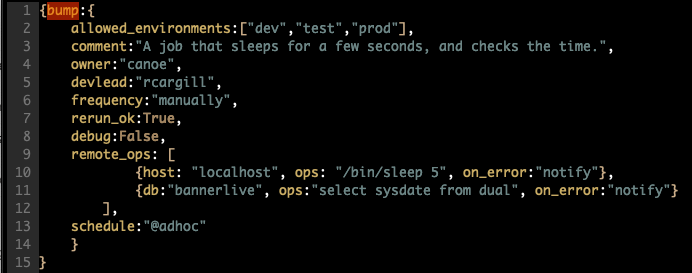 1 {bump:{
2 allowed_environments:["dev","test","prod"],
3 comment:"A job that sleeps for a few seconds, and checks the time.",
4 owner:"canoe",
5 devlead:"rcargill",
6 frequency:"manually",
7 rerun_ok:True,
8 debug:False,
9 remote_ops: [
10 {host: "localhost", ops: "/bin/sleep 5", on_error:"notify"},
11 {db:"bannerlive", ops:"select sysdate from dual", on_error:"notify"}
12 ],
13 schedule:"@adhoc"
14 }
15 }